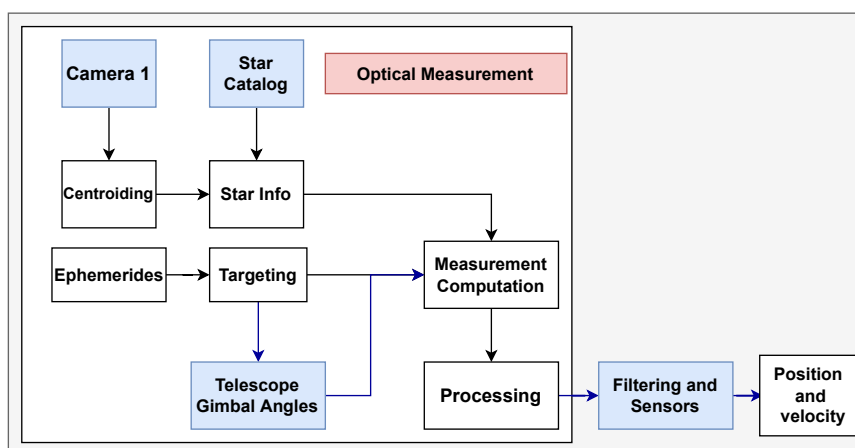 Camera 1
Star
Catalog
Optical Measurement
Centroiding
Star Info
Ephemerides
Targeting
Measurement
Computation
Telescope
Gimbal Angles
Processing
Filtering and
Sensors
Position
and
velocity